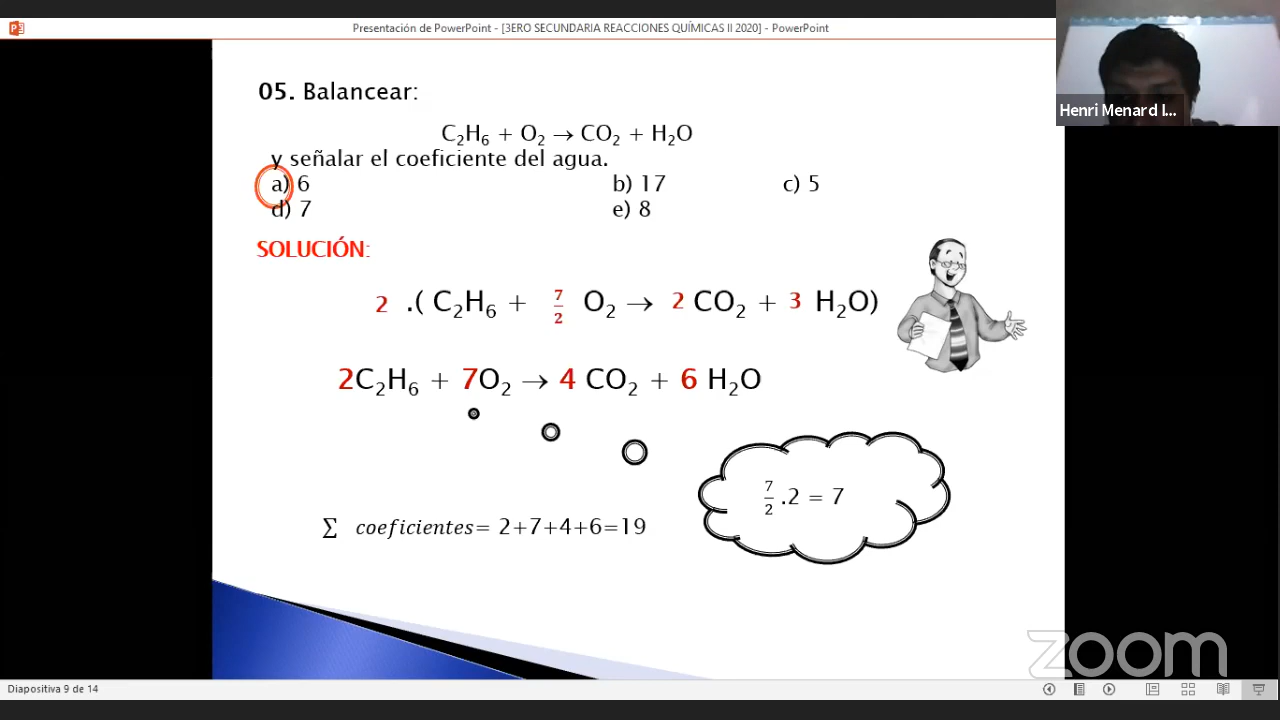 Presentación de PowerPoint - [3ERO SECUNDARIA REACCIONES QUÍMICAS II 2020] - PowerPoint
Henri Menard I...
05. Balancear:
C₂H₆ + O₂ → CO₂ + H₂O
y señalar el coeficiente del agua.
a) 6 b) 17 c) 5
d) 7 e) 8
SOLUCIÓN:
2 .( C₂H₆ + 7/2 O₂ → 2 CO₂ + 3 H₂O)
2C₂H₆ + 7O₂ → 4 CO₂ + 6 H₂O
7/2 .2 = 7
∑ coeficientes= 2+7+4+6=19
zoom
Diapositiva 9 de 14